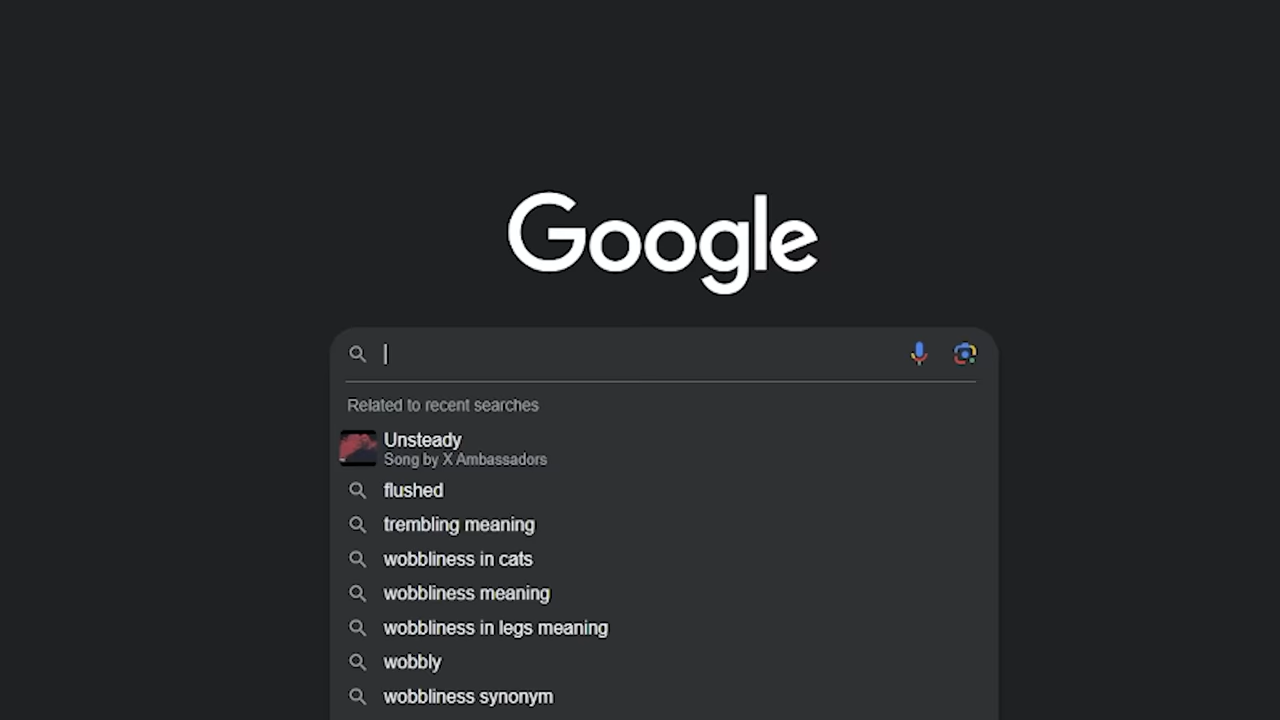 Google
Related to recent searches
Unsteady
Song by X Ambassadors
flushed
trembling meaning
wobbliness in cats
wobbliness meaning
wobbliness in legs meaning
wobbly
wobbliness synonym